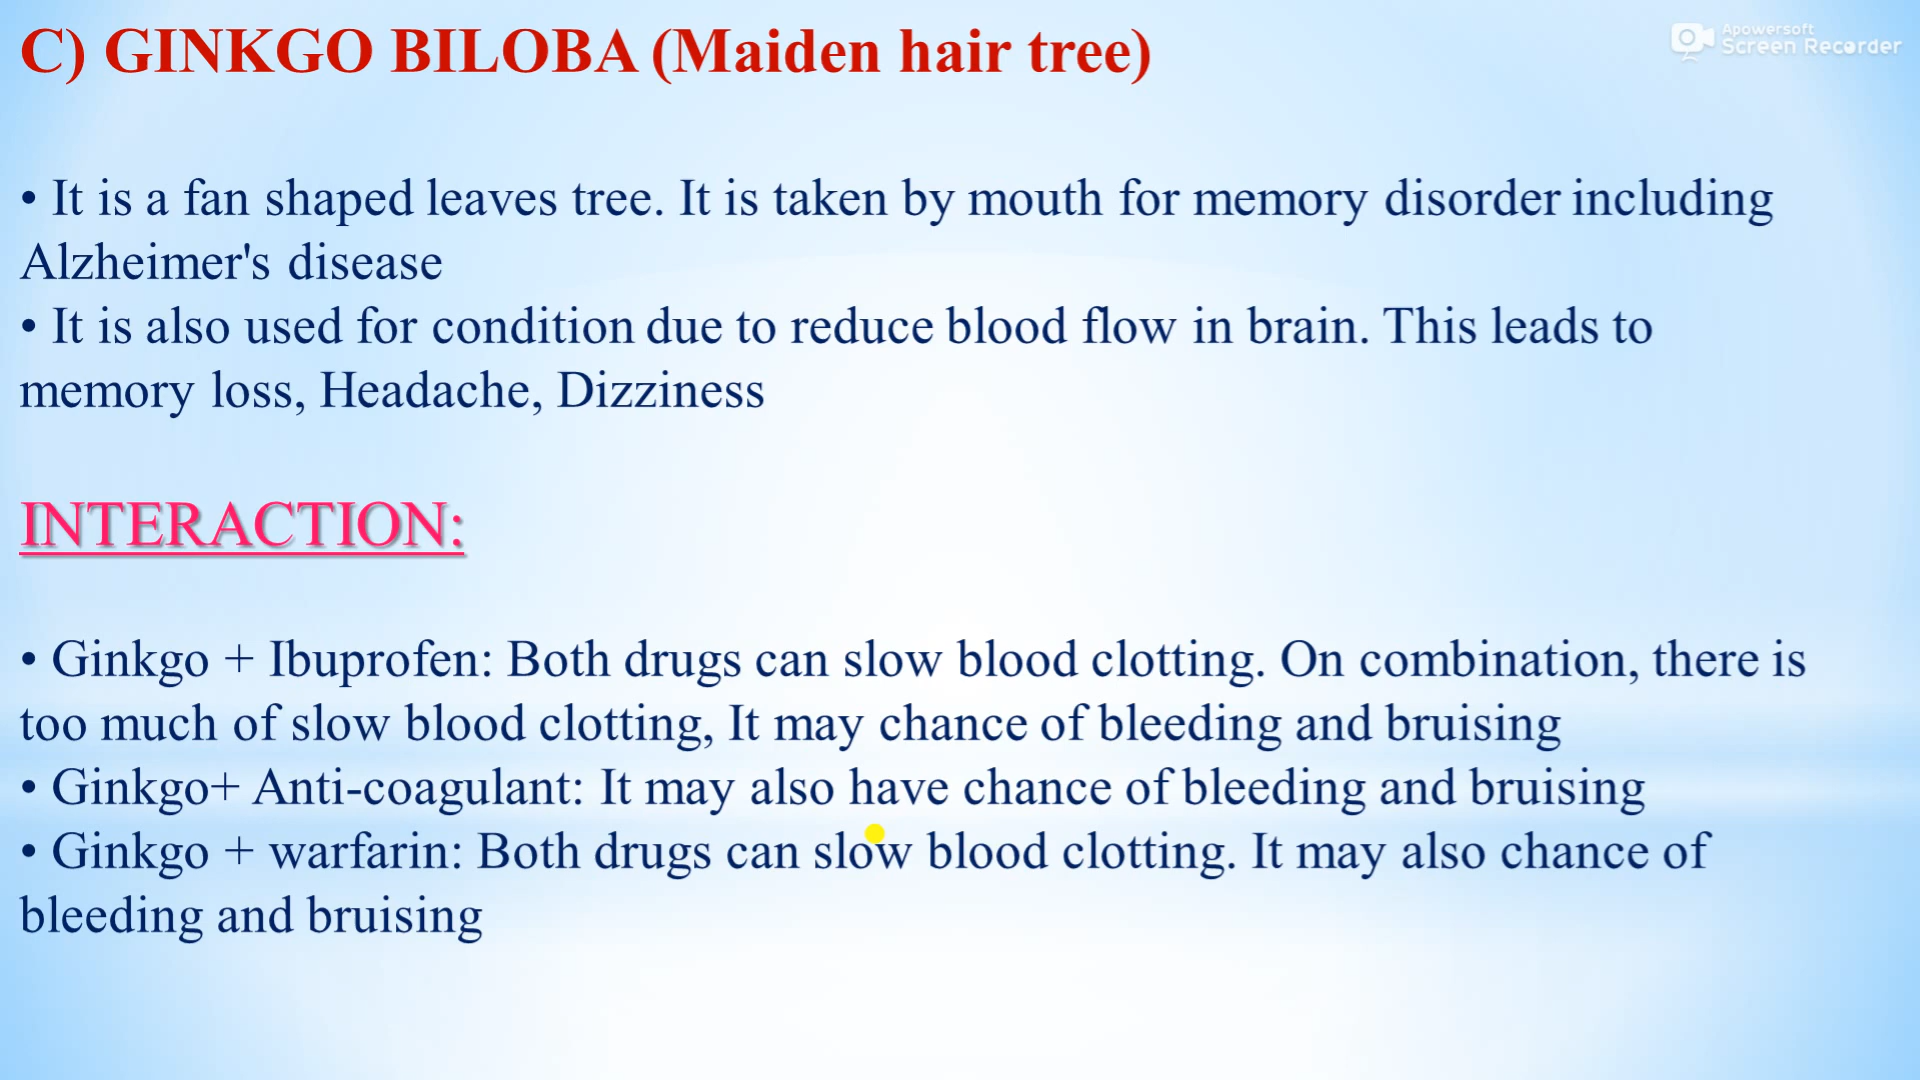 C) GINKGO BILOBA (Maiden hair tree)
Apowersoft
Screen Recorder
• It is a fan shaped leaves tree. It is taken by mouth for memory disorder including
Alzheimer's disease
• It is also used for condition due to reduce blood flow in brain. This leads to
memory loss, Headache, Dizziness
INTERACTION:
• Ginkgo + Ibuprofen: Both drugs can slow blood clotting. On combination, there is
too much of slow blood clotting, It may chance of bleeding and bruising
• Ginkgo+ Anti-coagulant: It may also have chance of bleeding and bruising
• Ginkgo + warfarin: Both drugs can slow blood clotting. It may also chance of
bleeding and bruising